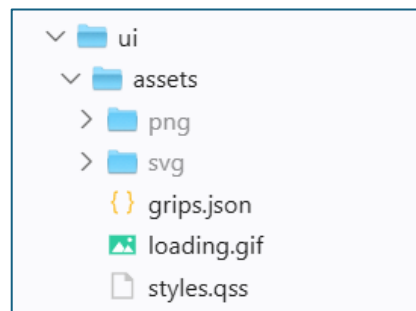 ui
assets
png
svg
grips.json
loading.gif
styles.qss